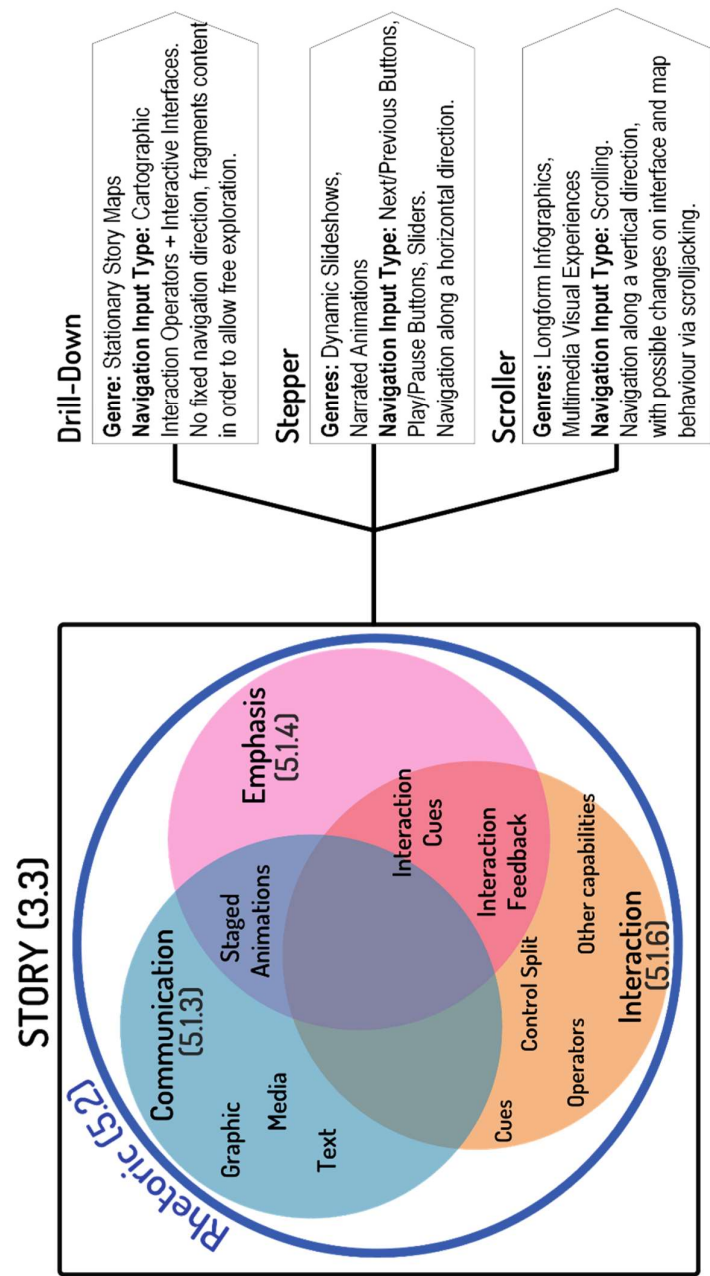 STORY (3.3)
Rhetoric (5.2)
Communication
(5.1.3)
Graphic
Media
Text
Staged
Animations
Emphasis
(5.1.4)
Interaction
Cues
Interaction
Feedback
Cues
Control Split
Operators
Other capabilities
Interaction
(5.1.6)
Drill-Down
Genre: Stationary Story Maps
Navigation Input Type: Cartographic
Interaction Operators + Interactive Interfaces.
No fixed navigation direction, fragments content
in order to allow free exploration.
Stepper
Genres: Dynamic Slideshows,
Narrated Animations
Navigation Input Type: Next/Previous Buttons,
Play/Pause Buttons, Sliders.
Navigation along a horizontal direction.
Scroller
Genres: Longform Infographics,
Multimedia Visual Experiences
Navigation Input Type: Scrolling.
Navigation along a vertical direction,
with possible changes on interface and map
behaviour via scrolljacking.